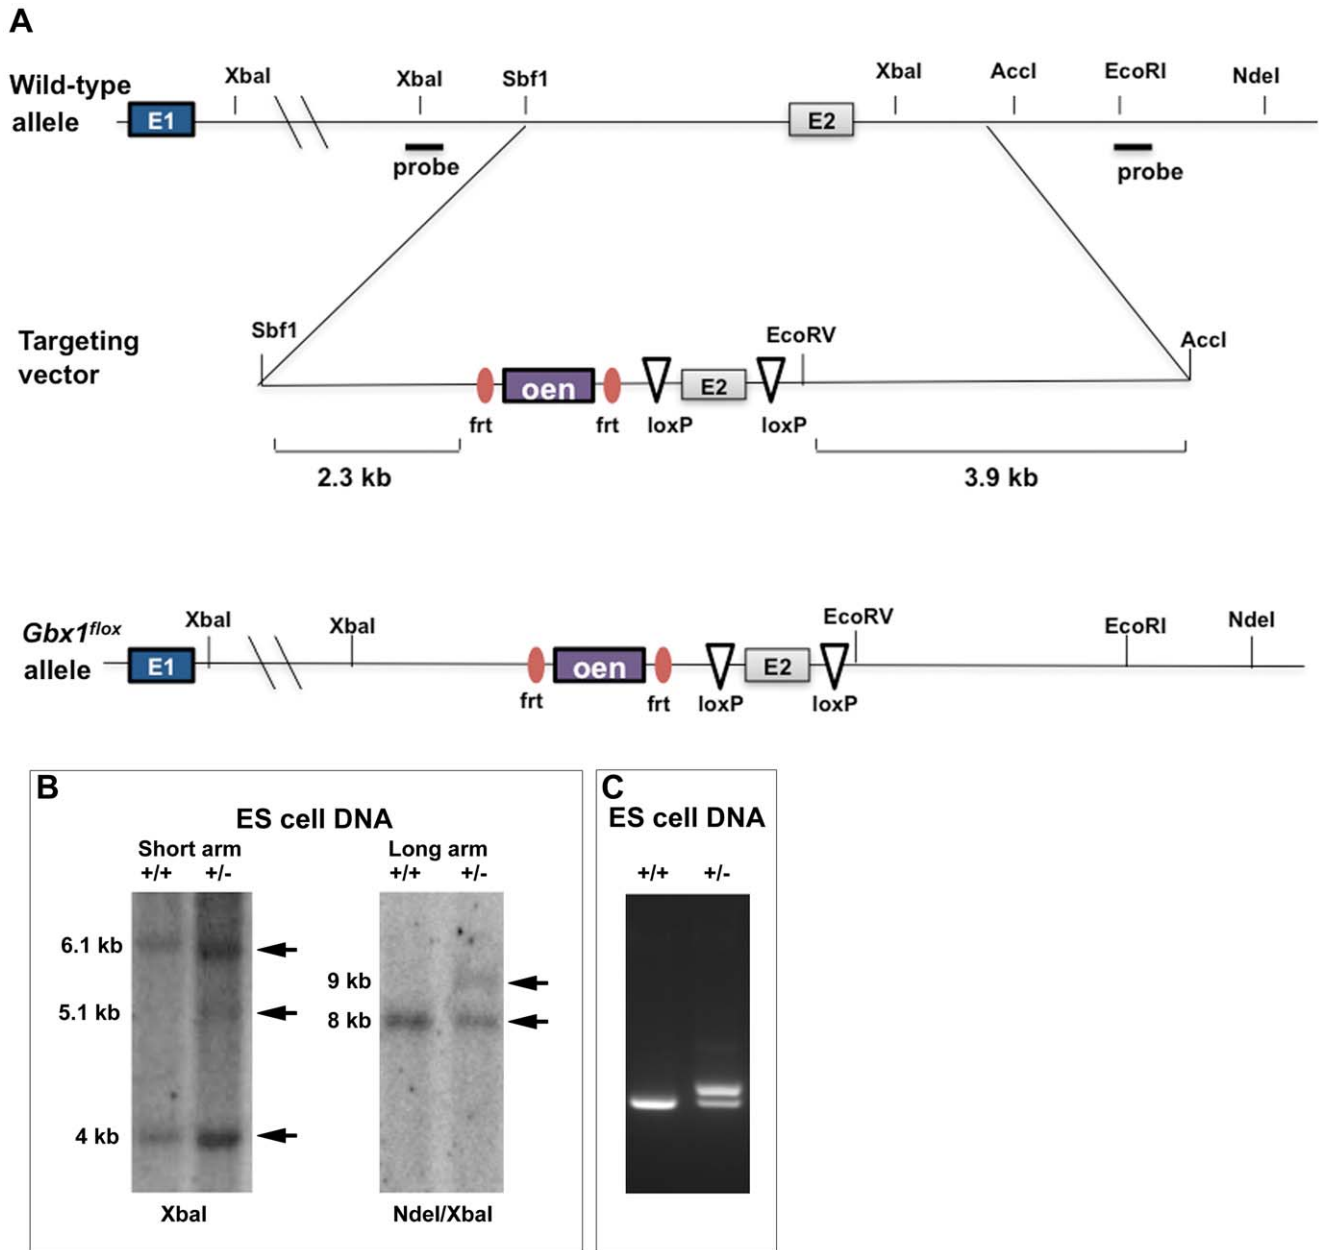 A
Wild-type
allele
E1
XbaI
XbaI
Sbf1
E2
XbaI
AccI
EcoRI
NdeI
probe
probe
Targeting
vector
Sbf1
EcoRV
AccI
oen
E2
frt
frt
loxP
loxP
2.3 kb
3.9 kb
Gbx1flox
allele
E1
XbaI
XbaI
EcoRV
EcoRI
NdeI
oen
E2
frt
frt
loxP
loxP
B
ES cell DNA
Short arm
+/+ +/-
6.1 kb
5.1 kb
4 kb
XbaI
Long arm
+/+ +/-
9 kb
8 kb
NdeI/XbaI
C
ES cell DNA
+/+ +/-